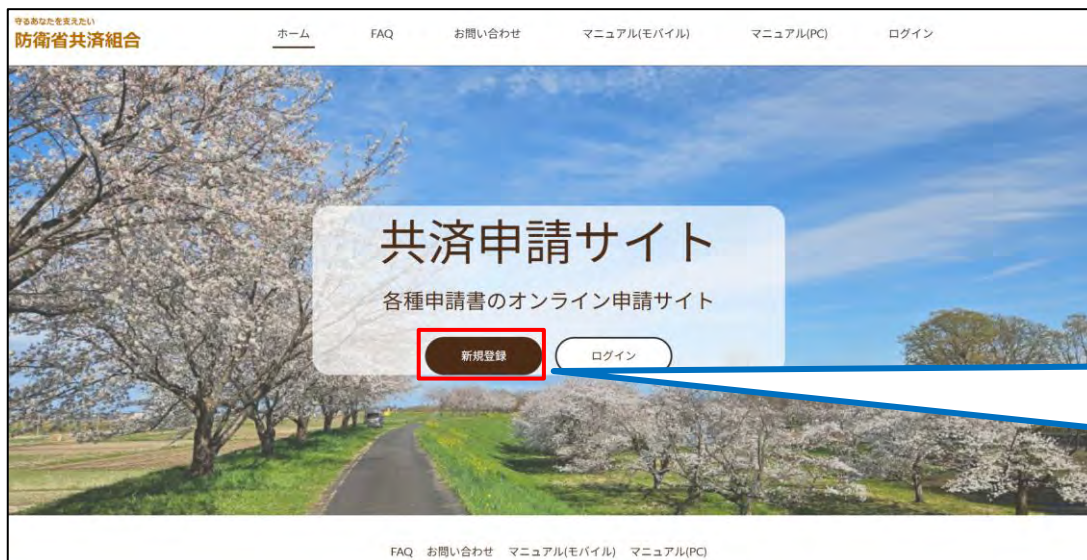 守るあなたを支えたい
防衛省共済組合
ホーム FAQ お問い合わせ マニュアル(モバイル) マニュアル(PC) ログイン
共済申請サイト
各種申請書のオンライン申請サイト
新規登録 ログイン
FAQ お問い合わせ マニュアル(モバイル) マニュアル(PC)